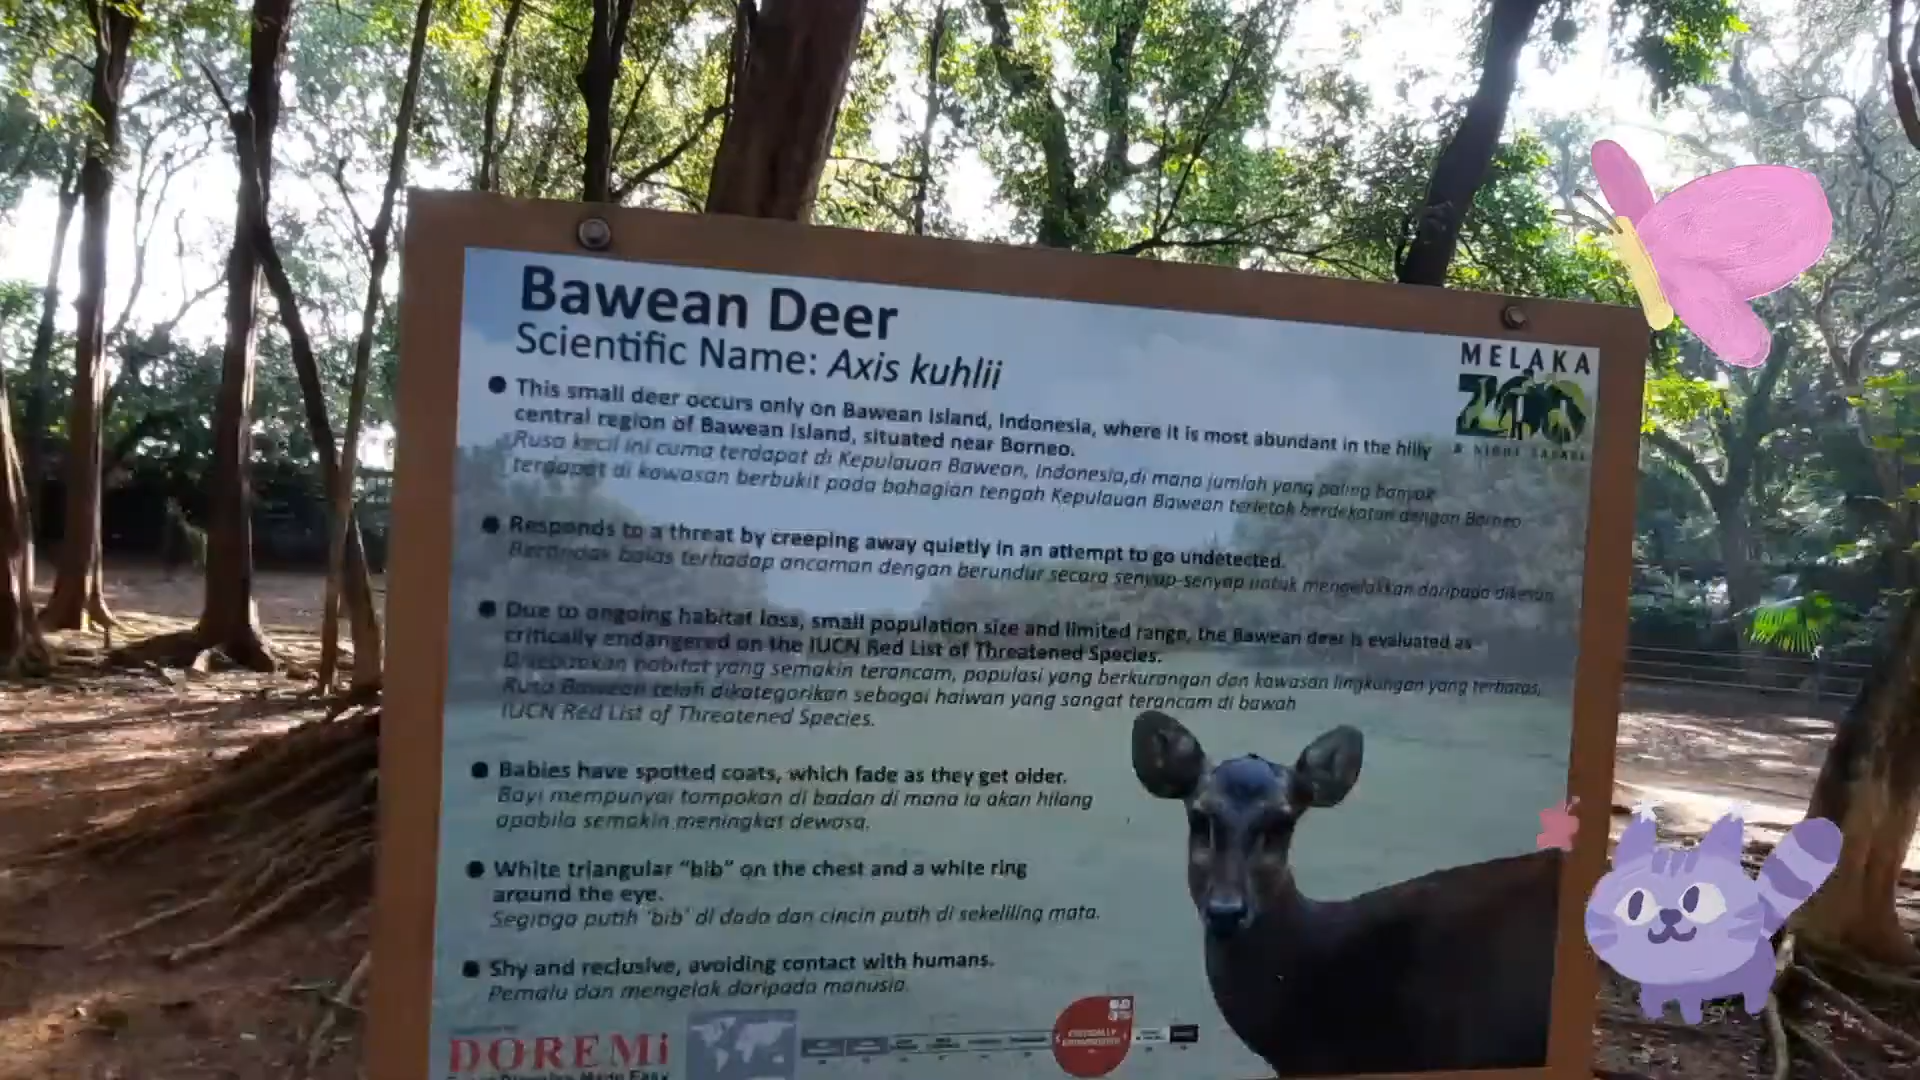 Bawean Deer
Scientific Name: Axis kuhlii
MELAKA
ZOO
& NIGHT SAFARI
● This small deer occurs only on Bawean Island, Indonesia, where it is most abundant in the hilly
central region of Bawean Island, situated near Borneo.
Rusa kecil ini cuma terdapat di Kepulauan Bawean, Indonesia,di mana jumlah yang paling banyak
terdapat di kawasan berbukit pada bahagian tengah Kepulauan Bawean terletak berdekatan dengan Borneo
● Responds to a threat by creeping away quietly in an attempt to go undetected.
Bertindak balas terhadap ancaman dengan berundur secara senyap-senyap untuk mengelakkan daripada dikesan
● Due to ongoing habitat loss, small population size and limited range, the Bawean deer is evaluated as
critically endangered on the IUCN Red List of Threatened Species.
Disebabkan habitat yang semakin terancam, populasi yang berkurangan dan kawasan lingkungan yang terhatas,
Rusa Bawean telah dikategorikan sebagai haiwan yang sangat terancam di bawah
IUCN Red List of Threatened Species.
● Babies have spotted coats, which fade as they get older.
Bayi mempunyai tompokan di badan di mana ia akan hilang
apabila semakin meningkat dewasa.
● White triangular “bib” on the chest and a white ring
around the eye.
Segitiga putih 'bib' di dada dan cincin putih di sekeliling mata.
● Shy and reclusive, avoiding contact with humans.
Pemalu dan mengelak daripada manusia.
DOREMi
CRITICALLY
ENDANGERED